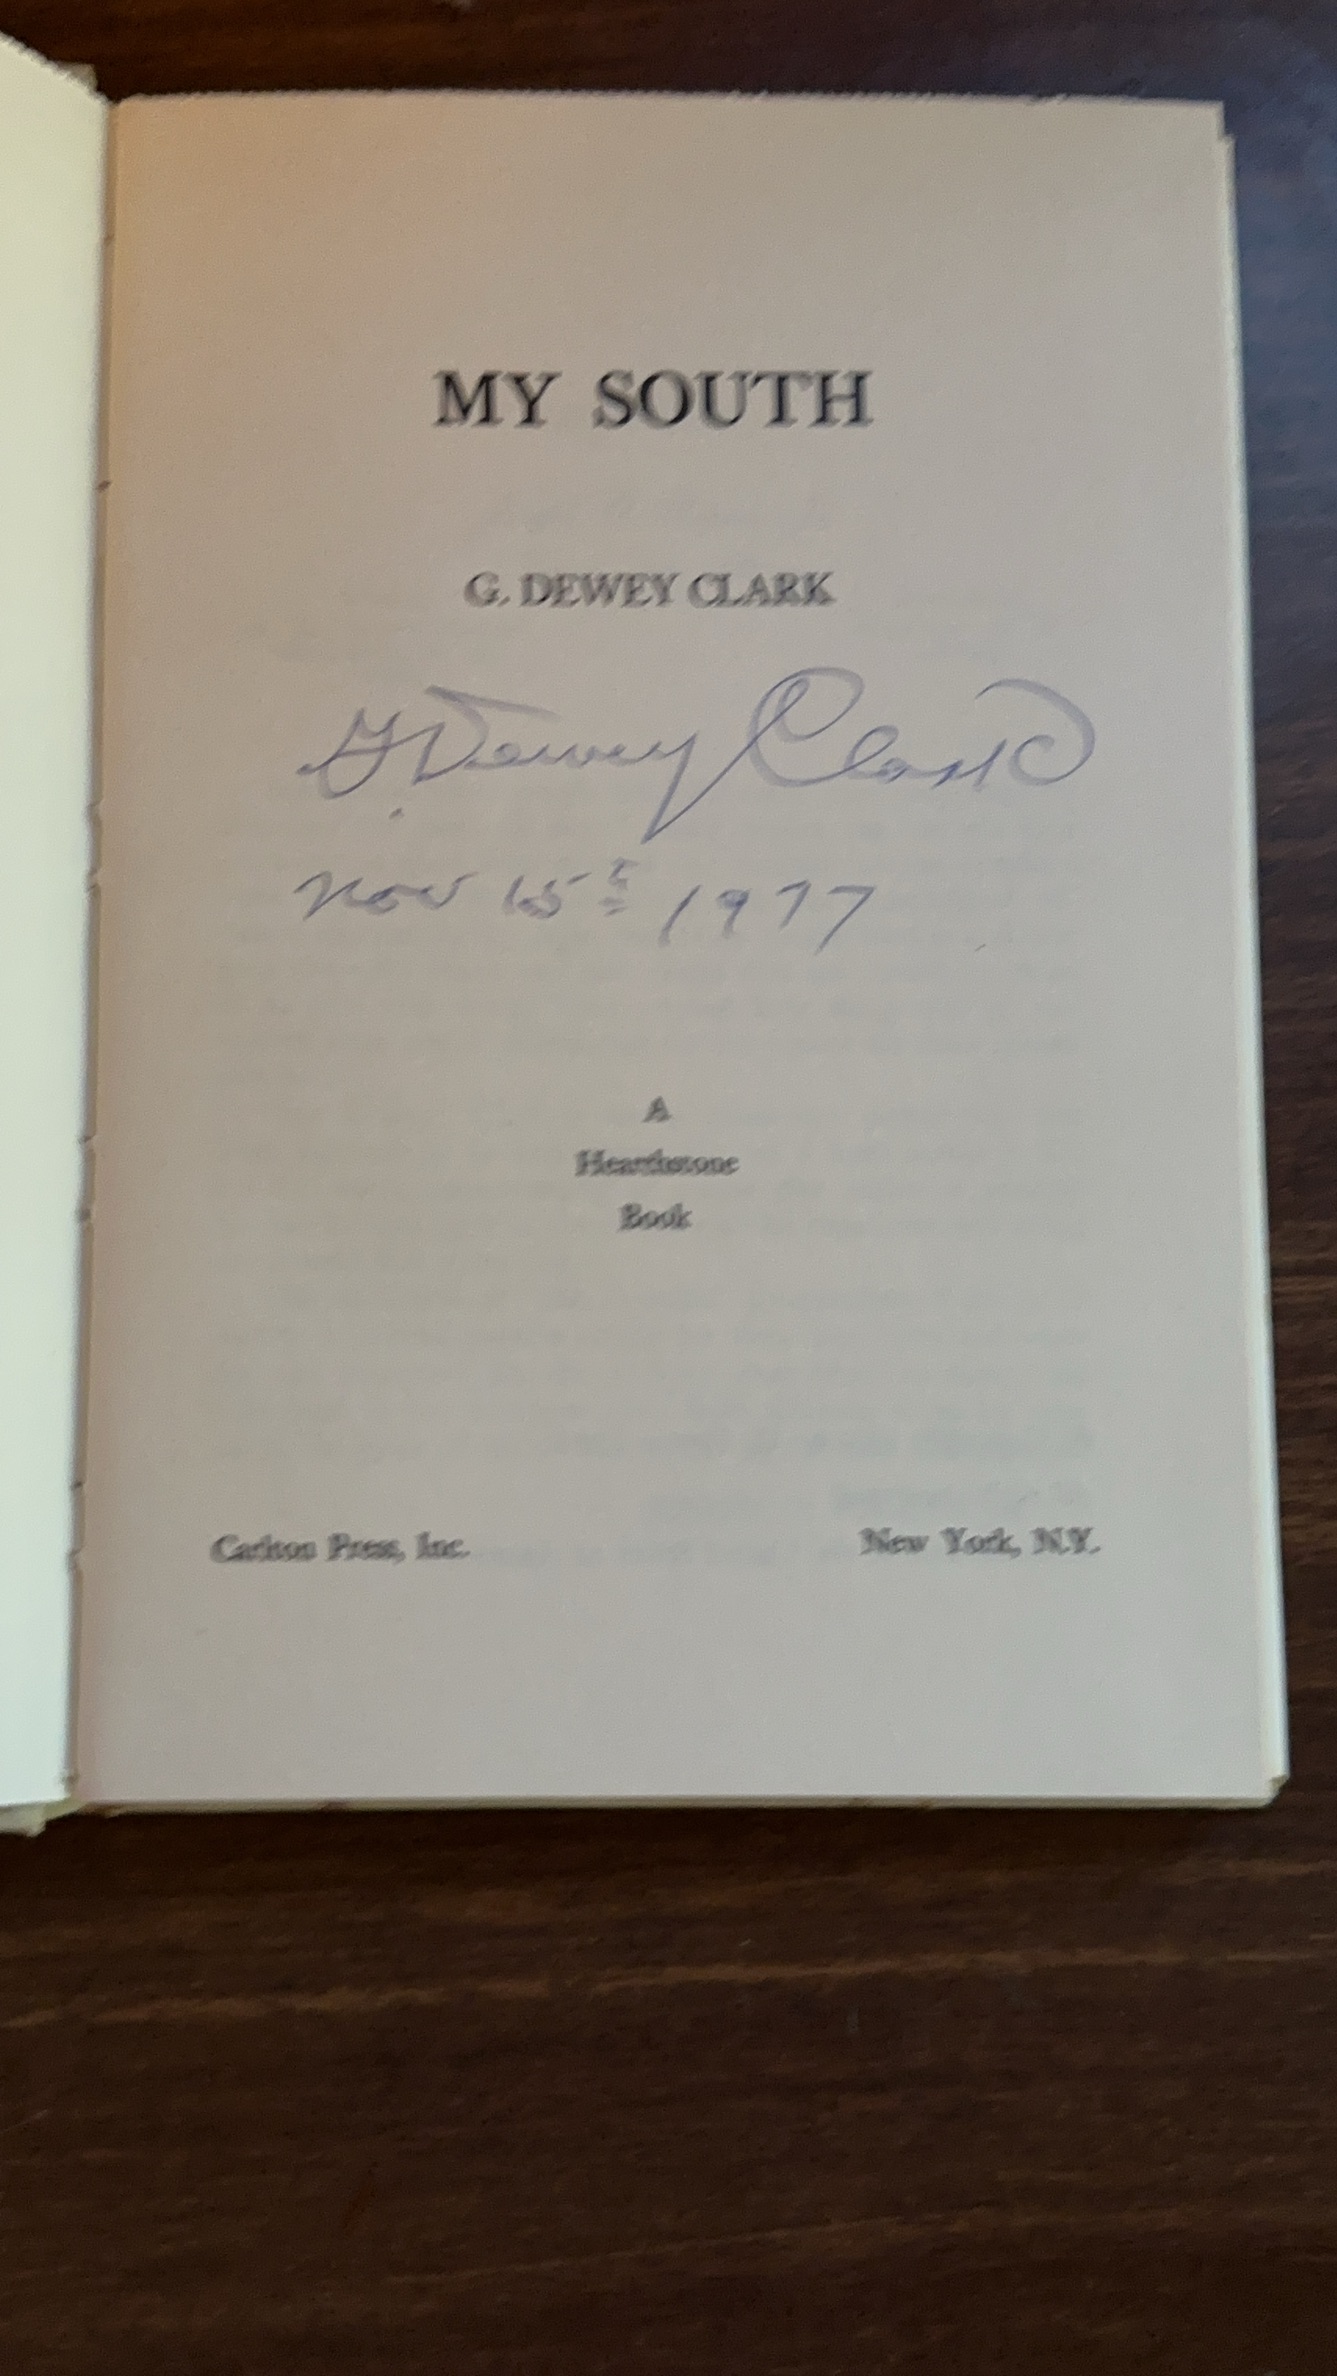 MY SOUTH
G. DEWEY CLARK
G. Dewey Clark
Nov 15 1977
A
Hearthstone
Book
Carlton Press, Inc. New York, N.Y.